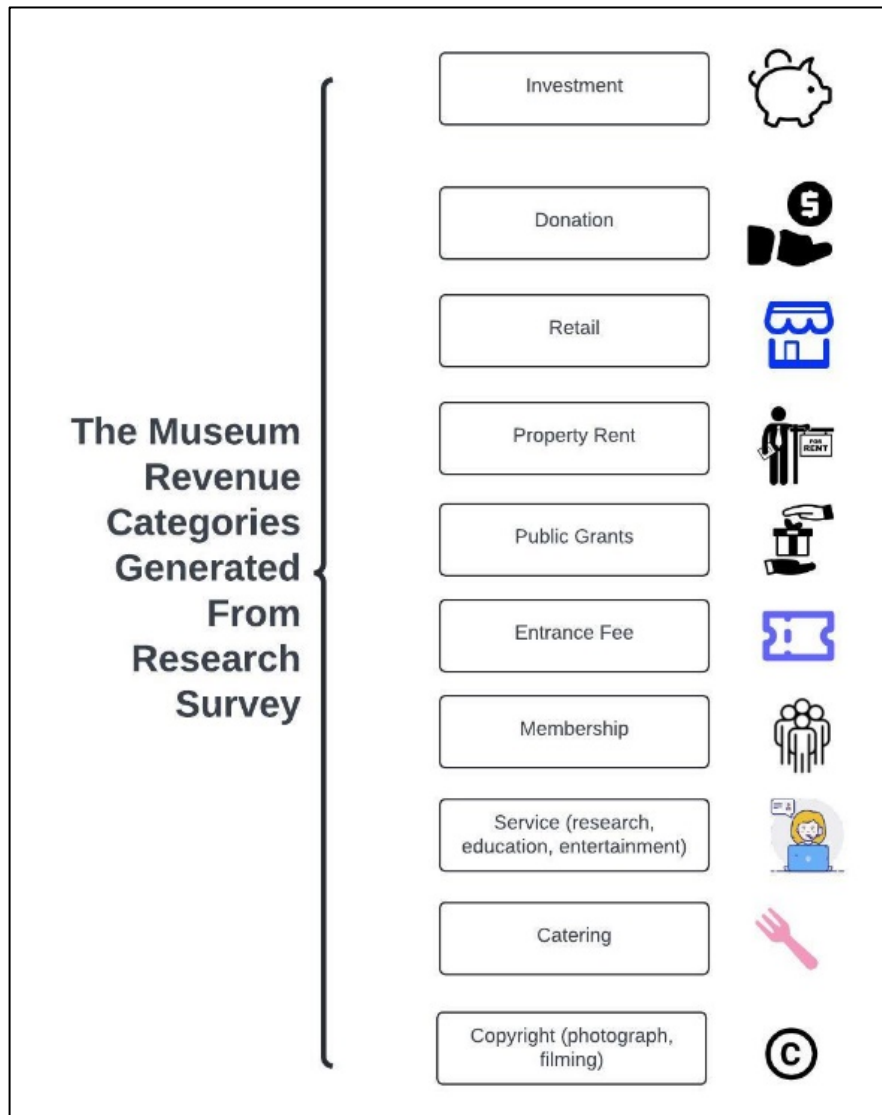 The Museum
Revenue
Categories
Generated
From
Research
Survey
Investment
Donation
$
Retail
Property Rent
FOR
RENT
Public Grants
Entrance Fee
Membership
Service (research,
education, entertainment)
Catering
Copyright (photograph,
filming)
C